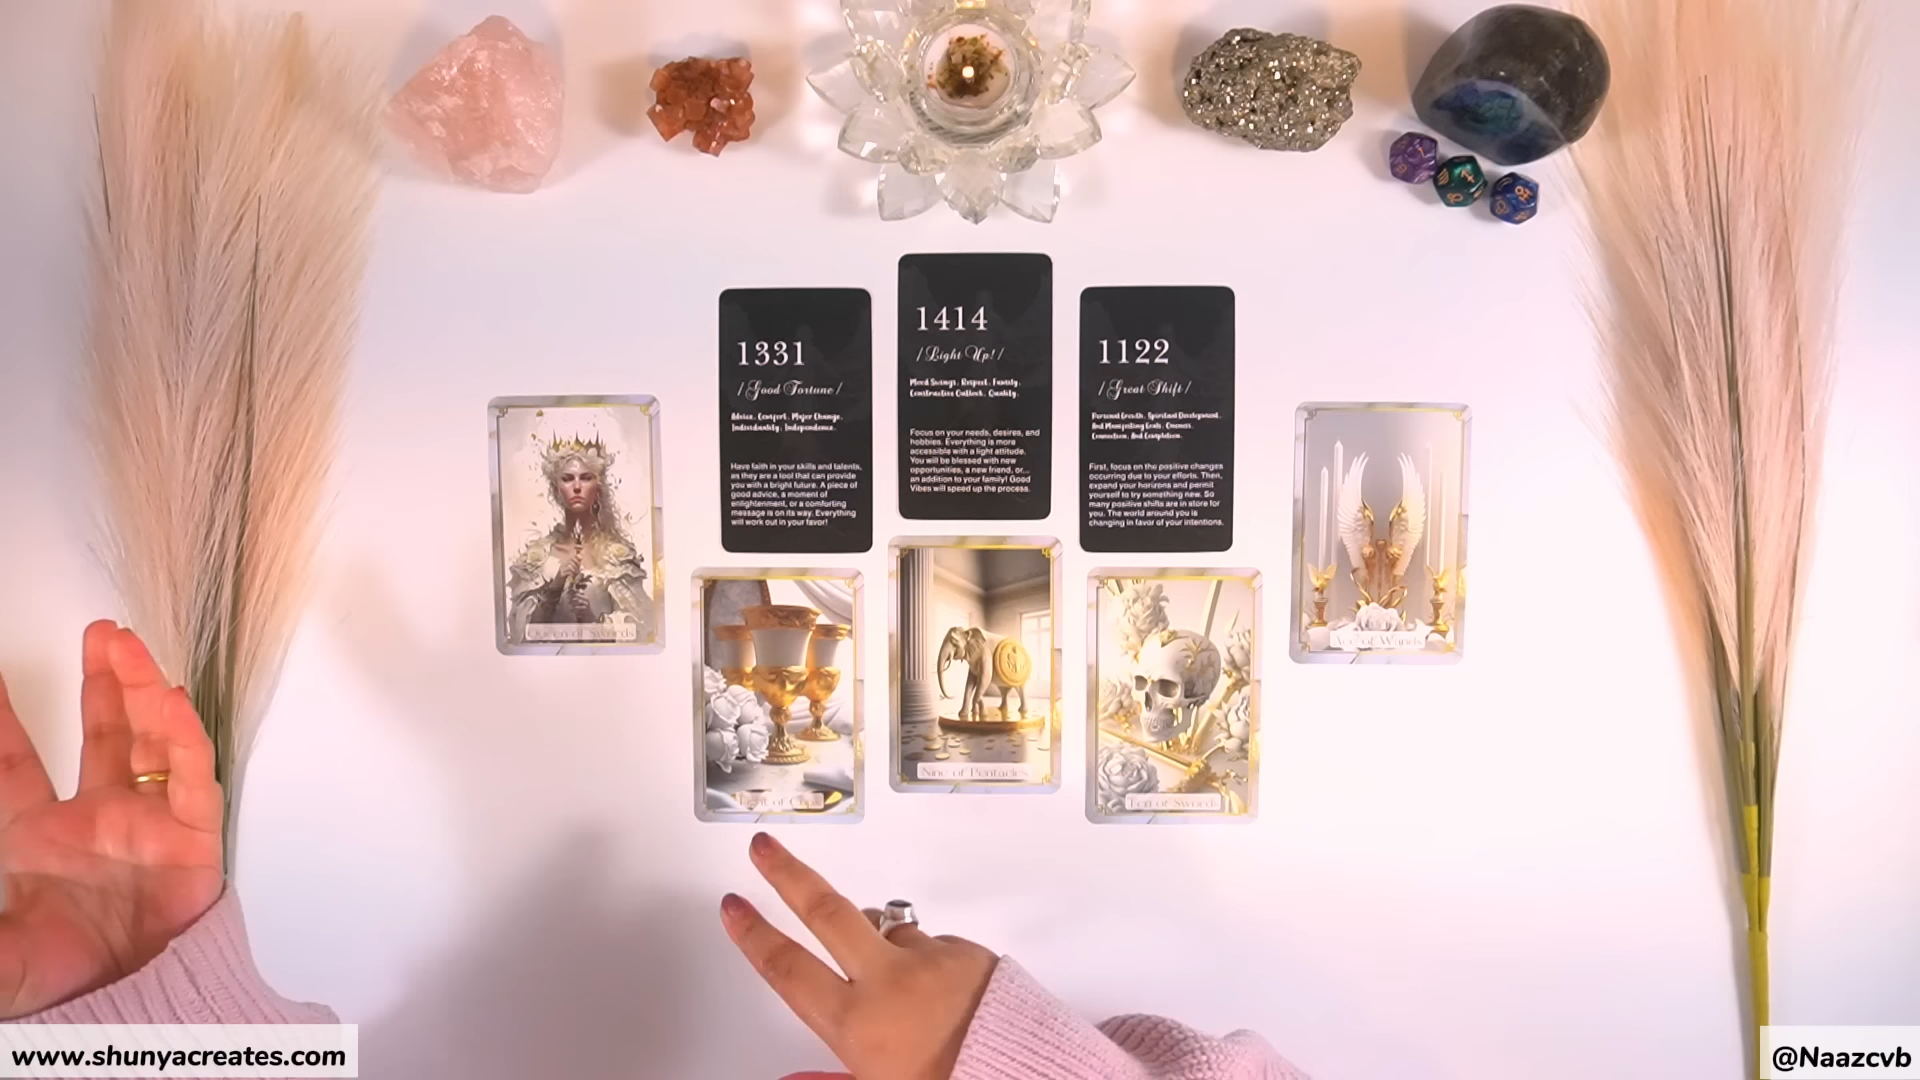 1331
/Good Fortune/
Advice. Comfort. Major Change.
Individuality. Independence.
Have faith in your skills and talents,
as they are a tool that can provide
you with a bright future. A piece of
good advice, a moment of
enlightenment, or a comforting
message is on its way. Everything
will work out in your favor!
1414
/Light Up!/
Mood Swings. Respect. Family.
Constructive Outlook. Quality.
Focus on your needs, desires, and
hobbies. Everything is more
accessible with a light attitude.
You will be blessed with new
opportunities, a new friend, or...
an addition to your family! Good
Vibes will speed up the process.
1122
/Great Shift/
Personal Growth. Spiritual Development.
And Manifesting Goals. Oneness.
Connection. And Completion.
First, focus on the positive changes
occurring due to your efforts. Then,
expand your horizons and permit
yourself to try something new. So
many positive shifts are in store for
you. The world around you is
changing in favor of your intentions.
Queen of Swords
Eight of Cups
Nine of Pentacles
Ten of Swords
Ace of Wands
www.shunyacreates.com
@Naazcvb